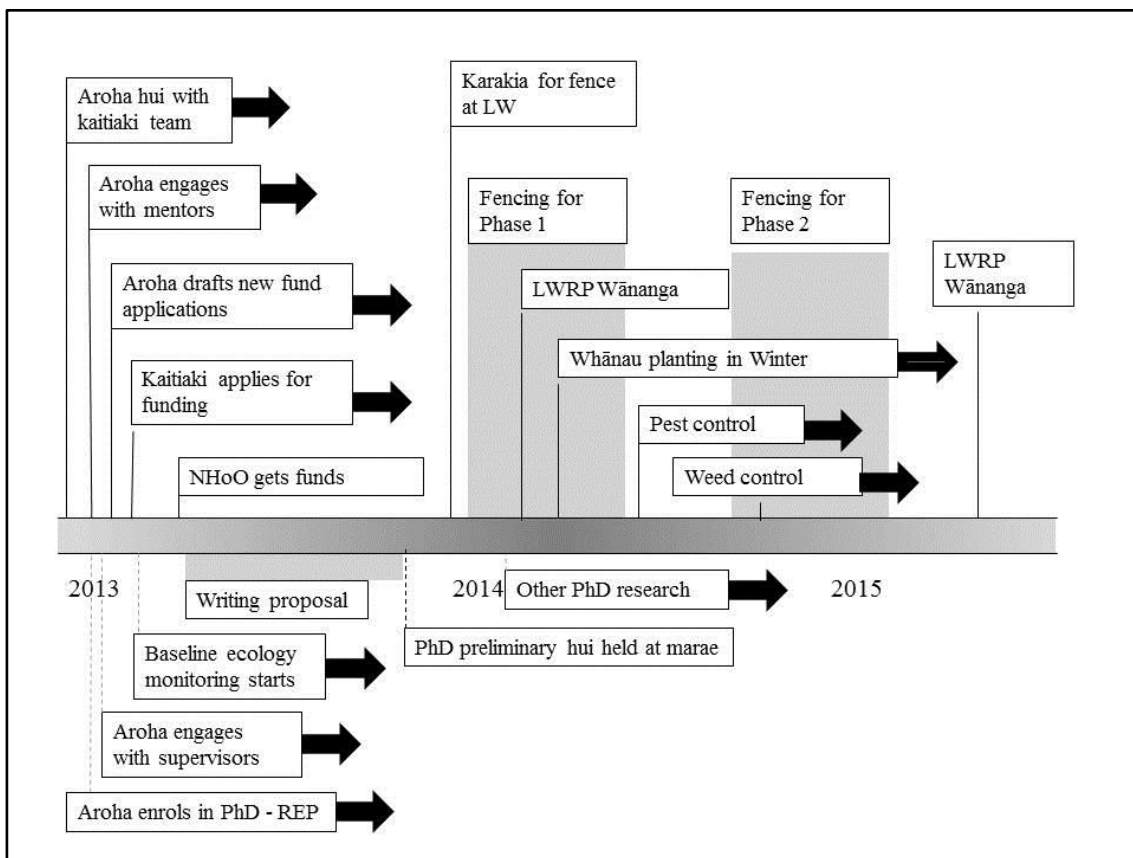 Aroha hui with
kaitiaki team
Karakia for fence
at LW
Aroha engages
with mentors
Fencing for
Phase 1
Fencing for
Phase 2
LWRP
Wānanga
Aroha drafts new fund
applications
LWRP Wānanga
Kaitiaki applies for
funding
Whānau planting in Winter
Pest control
NHoO gets funds
Weed control
2013
2014
2015
Writing proposal
Other PhD research
Baseline ecology
monitoring starts
PhD preliminary hui held at marae
Aroha engages
with supervisors
Aroha enrols in PhD - REP